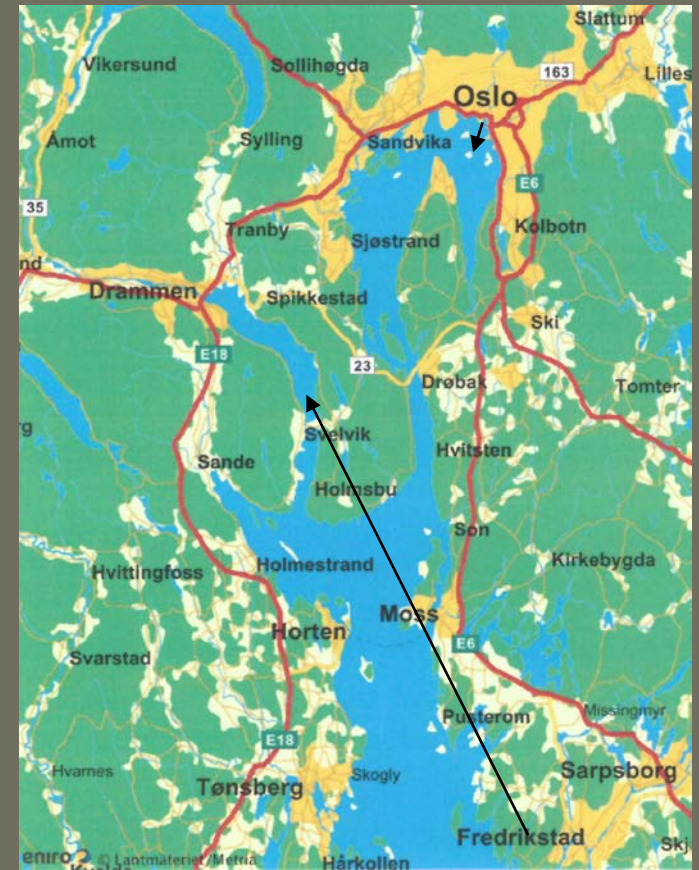 Slattum
Vikersund
Sollihøgda
163
Lilles
Oslo
Åmot
Sylling
Sandvika
E6
35
Tranby
Sjøstrand
Kolbotn
nd
Drammen
Spikkestad
Ski
E18
23
Drøbak
Tomter
g
Svelvik
Hvitsten
Sande
Holmsbu
Son
Holmestrand
Kirkebygda
Hvittingfoss
Moss
Horten
E6
Svarstad
Pusterom
Missingmyr
E18
Hvarnes
Skogly
Sarpsborg
Tønsberg
Fredrikstad
Skj
eniro © Lantmäteriet/Metria
Hårkollen